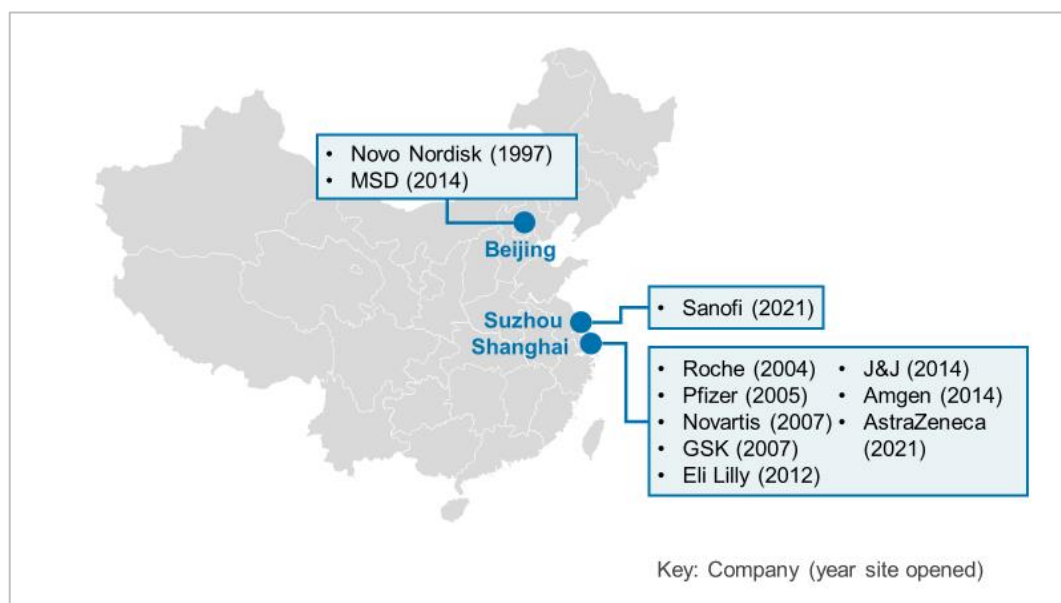 • Novo Nordisk (1997)
• MSD (2014)
Beijing
• Sanofi (2021)
Suzhou
Shanghai
• Roche (2004)
• Pfizer (2005)
• Novartis (2007)
• GSK (2007)
• Eli Lilly (2012)
• J&J (2014)
• Amgen (2014)
• AstraZeneca
(2021)
Key: Company (year site opened)